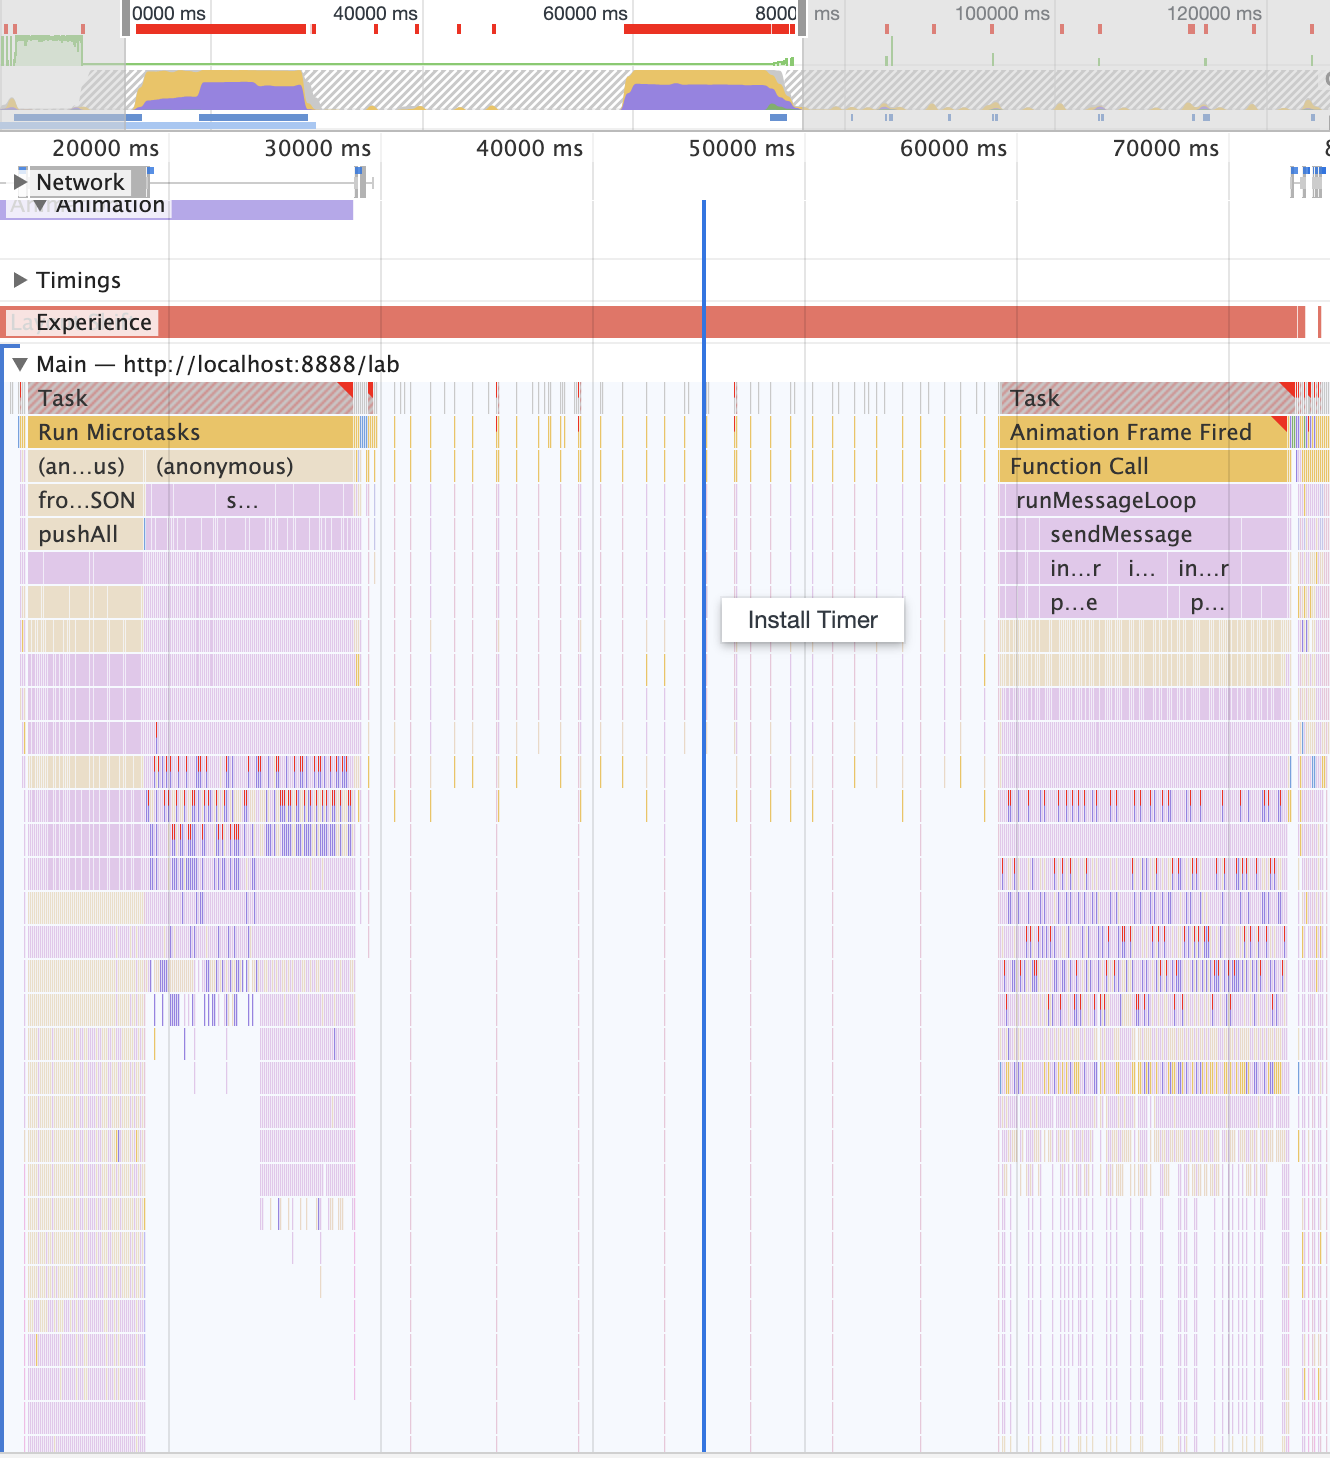 0000 ms 40000 ms 60000 ms 8000 ms 100000 ms 120000 ms
20000 ms 30000 ms 40000 ms 50000 ms 60000 ms 70000 ms 8
Network
Animation
Timings
Experience
Main — http://localhost:8888/lab
Task Task
Run Microtasks Animation Frame Fired
(an...us) (anonymous) Function Call
fro...SON s... runMessageLoop
pushAll sendMessage
in...r i... in...r
p...e p...
Install Timer